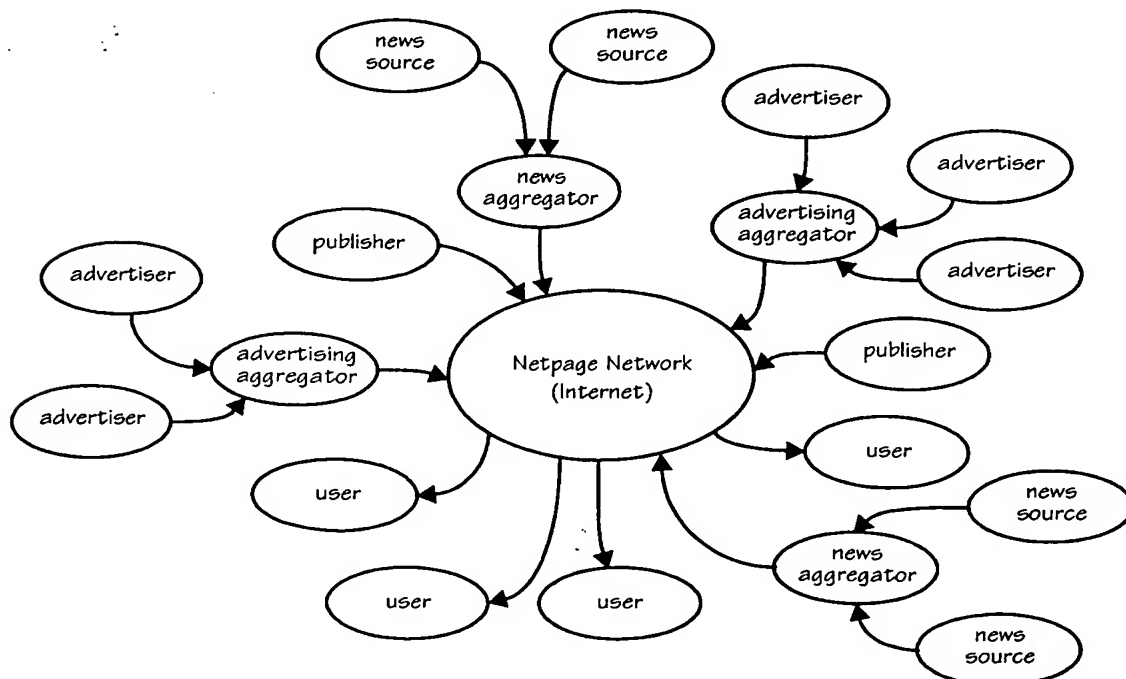 news
source
news
source
advertiser
advertiser
news
aggregator
advertising
aggregator
publisher
advertiser
advertiser
advertising
aggregator
Netpage Network
(Internet)
publisher
advertiser
user
user
news
source
news
aggregator
user
user
news
source